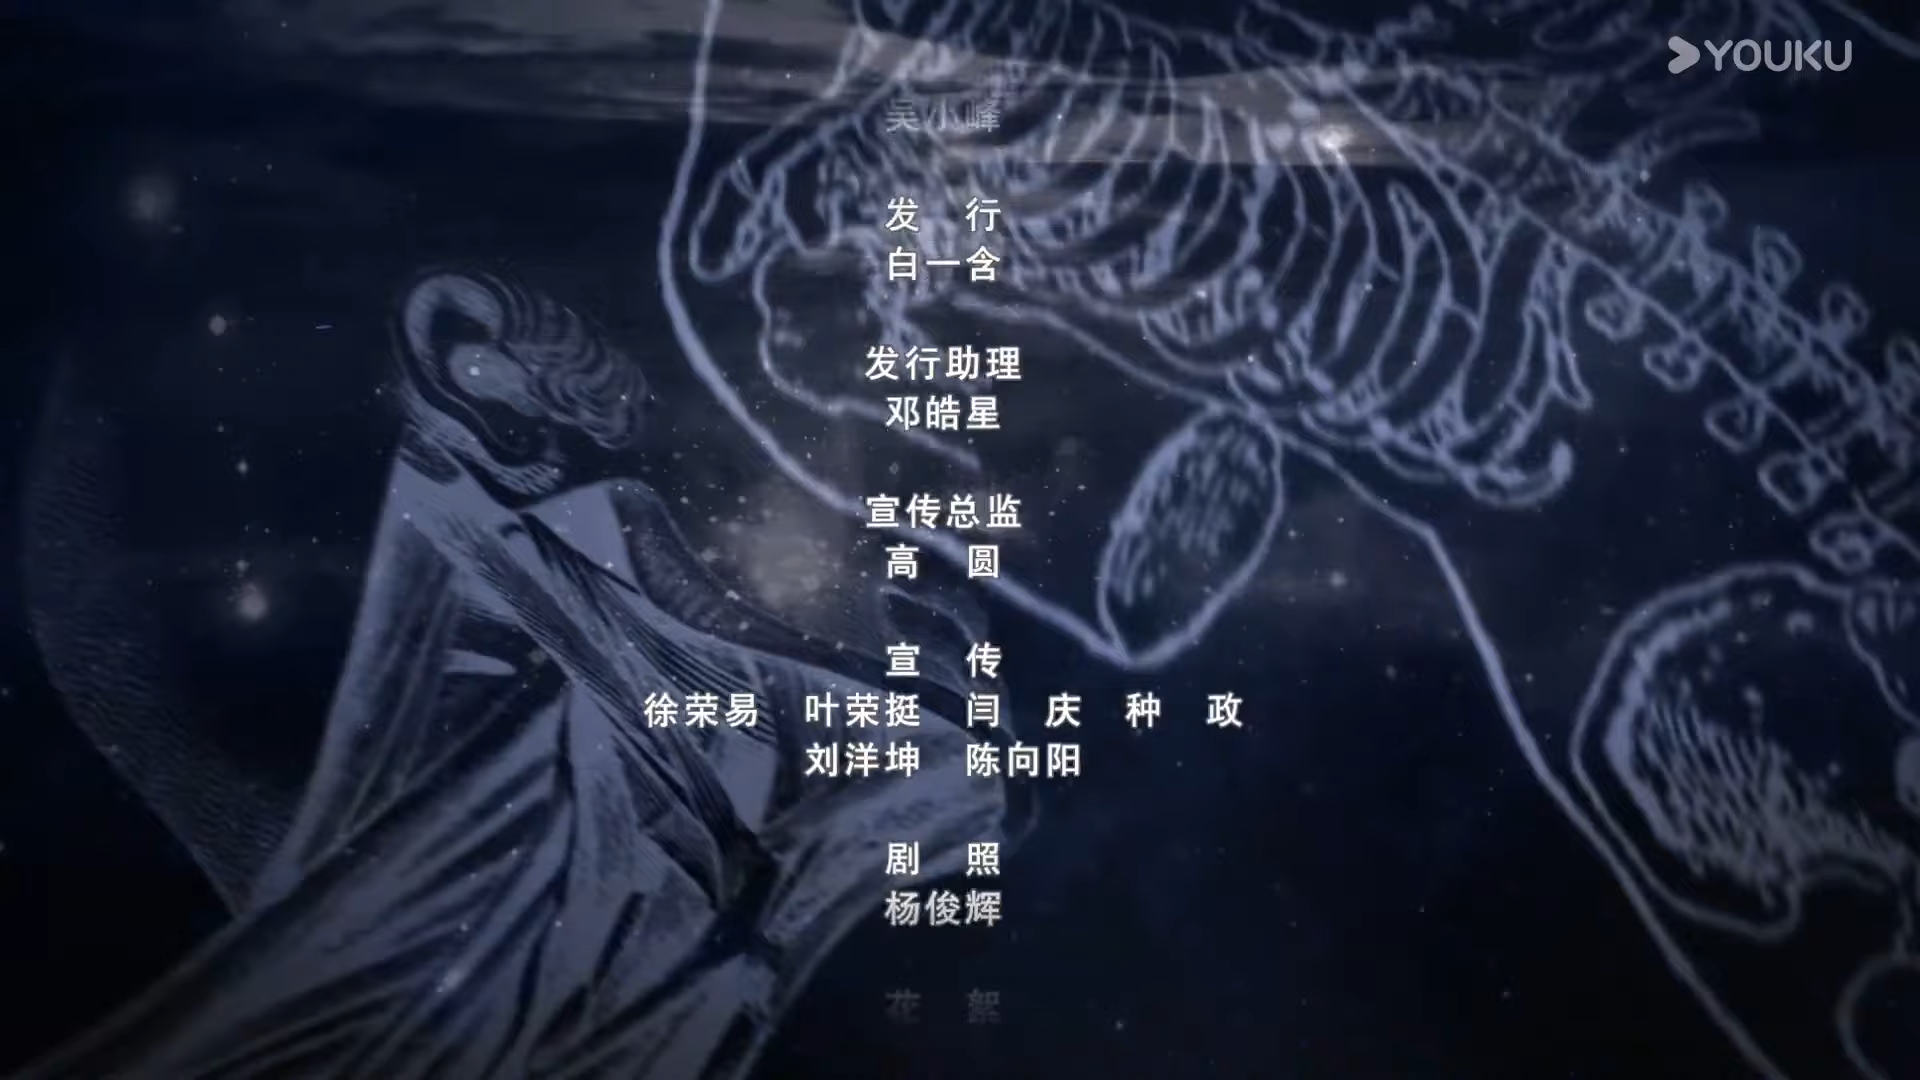 YOUKU
吴小峰
发 行
白一含
发行助理
邓皓星
宣传总监
高 圆
宣 传
徐荣易 叶荣挺 闫 庆 种 政
刘洋坤 陈向阳
剧 照
杨俊辉
花 絮